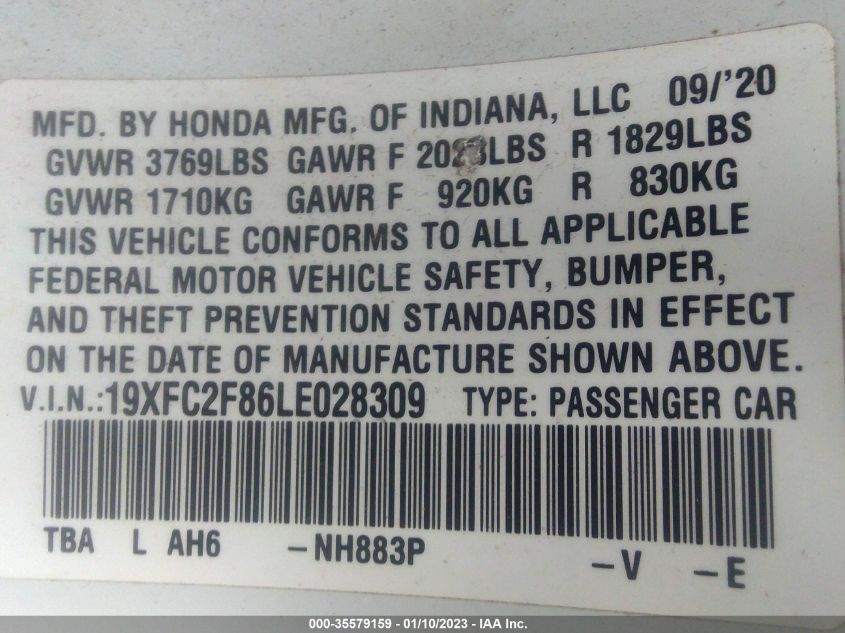 MFD. BY HONDA MFG. OF INDIANA, LLC 09/'20
GVWR 3769LBS GAWR F LBS R 1829LBS
GVWR 1710KG GAWR F 920KG R 830KG
THIS VEHICLE CONFORMS TO ALL APPLICABLE
FEDERAL MOTOR VEHICLE SAFETY, BUMPER,
AND THEFT PREVENTION STANDARDS IN EFFECT
ON THE DATE OF MANUFACTURE SHOWN ABOVE.
V.I.N.:19XFC2F86LE028309 TYPE: PASSENGER CAR
TBA L AH6 -NH883P -V -E
000-35579159 - 01/10/2023 - IAA Inc.